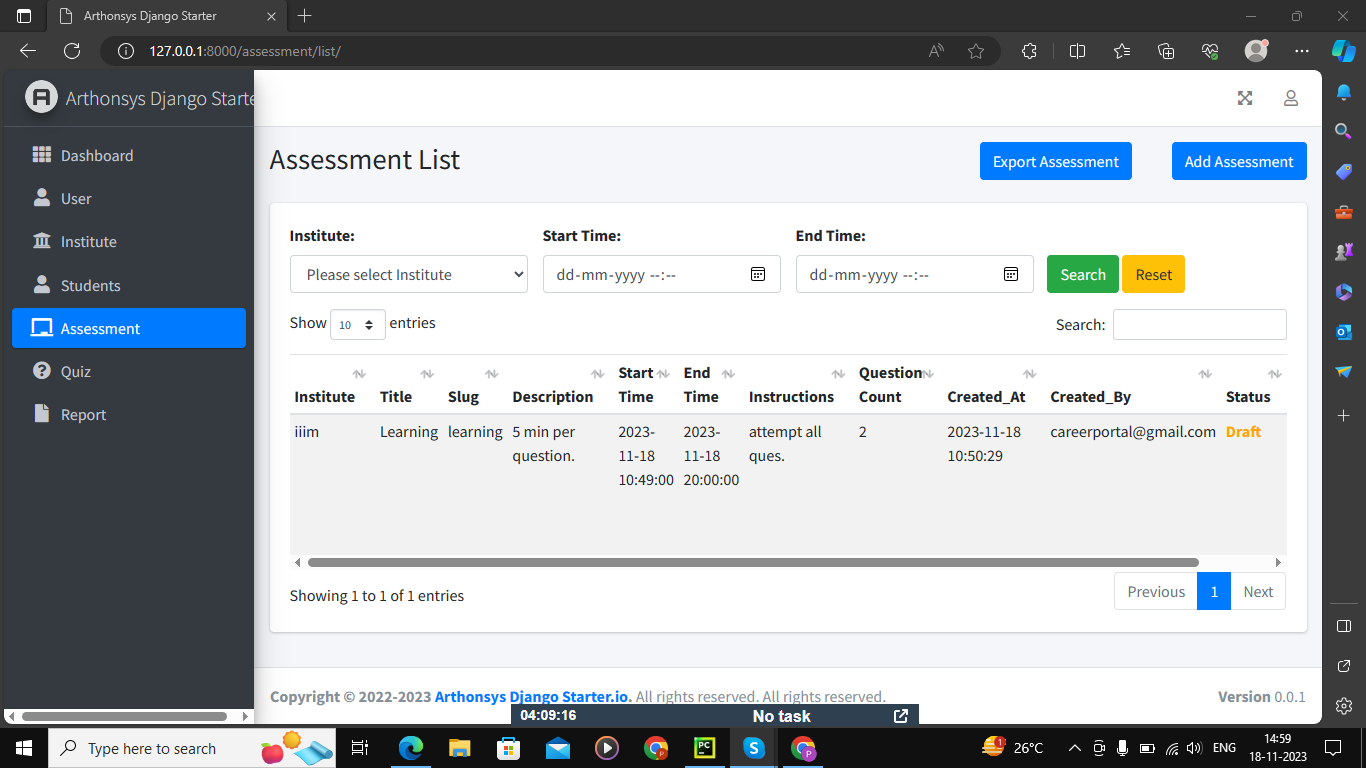 Arthonsys Django Starter
127.0.0.1:8000/assessment/list/
Arthonsys Django Starte
Dashboard
User
Institute
Students
Assessment
Quiz
Report
Assessment List
Export Assessment
Add Assessment
Institute:
Start Time:
End Time:
Please select Institute
dd-mm-yyyy --:--
dd-mm-yyyy --:--
Search
Reset
Show 10 entries
Search:
Institute
Title
Slug
Description
Start Time
End Time
Instructions
Question Count
Created_At
Created_By
Status
iiim
Learning
learning
5 min per question.
2023-11-18 10:49:00
2023-11-18 20:00:00
attempt all ques.
2
2023-11-18 10:50:29
careerportal@gmail.com
Draft
Showing 1 to 1 of 1 entries
Previous
1
Next
Copyright © 2022-2023 Arthonsys Django Starter.io. All rights reserved. All rights reserved.
Version 0.0.1
04:09:16
No task
Type here to search
26°C
ENG
14:59
18-11-2023